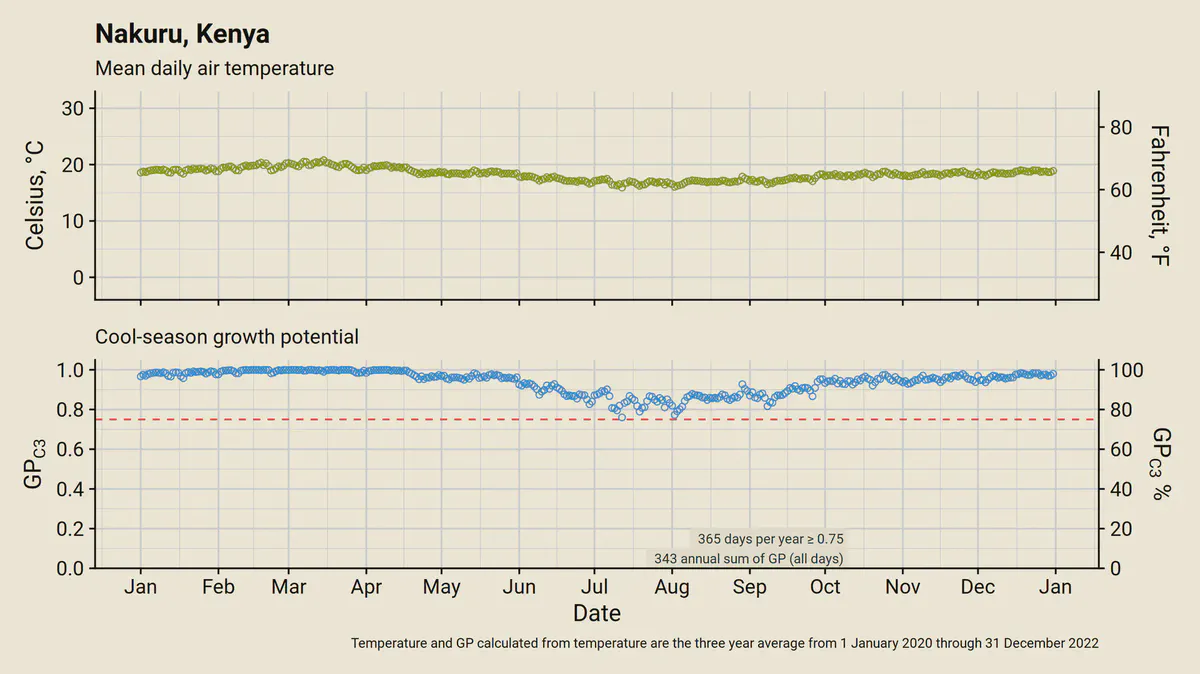 Nakuru, Kenya
Mean daily air temperature
30
20
10
0
Celsius, °C
80
60
40
Fahrenheit, °F
Cool-season growth potential
1.0
0.8
0.6
0.4
0.2
0.0
GPC3
100
80
60
40
20
0
GPC3 %
365 days per year ≥ 0.75
343 annual sum of GP (all days)
Jan Feb Mar Apr May Jun Jul Aug Sep Oct Nov Dec Jan
Date
Temperature and GP calculated from temperature are the three year average from 1 January 2020 through 31 December 2022